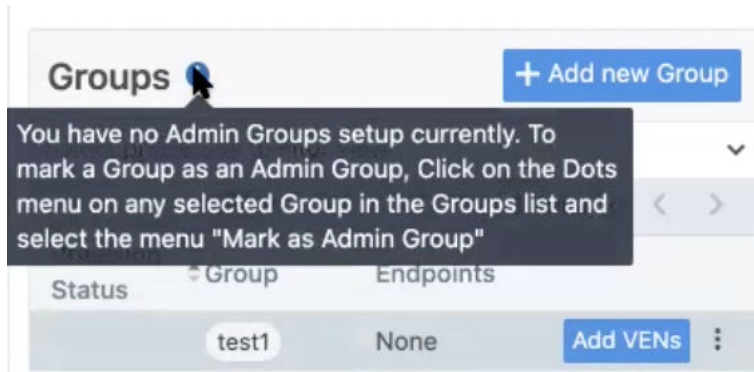 Groups
+ Add new Group
You have no Admin Groups setup currently. To
mark a Group as an Admin Group, Click on the Dots
menu on any selected Group in the Groups list and
select the menu "Mark as Admin Group"
Status
Group
Endpoints
test1
None
Add VENs